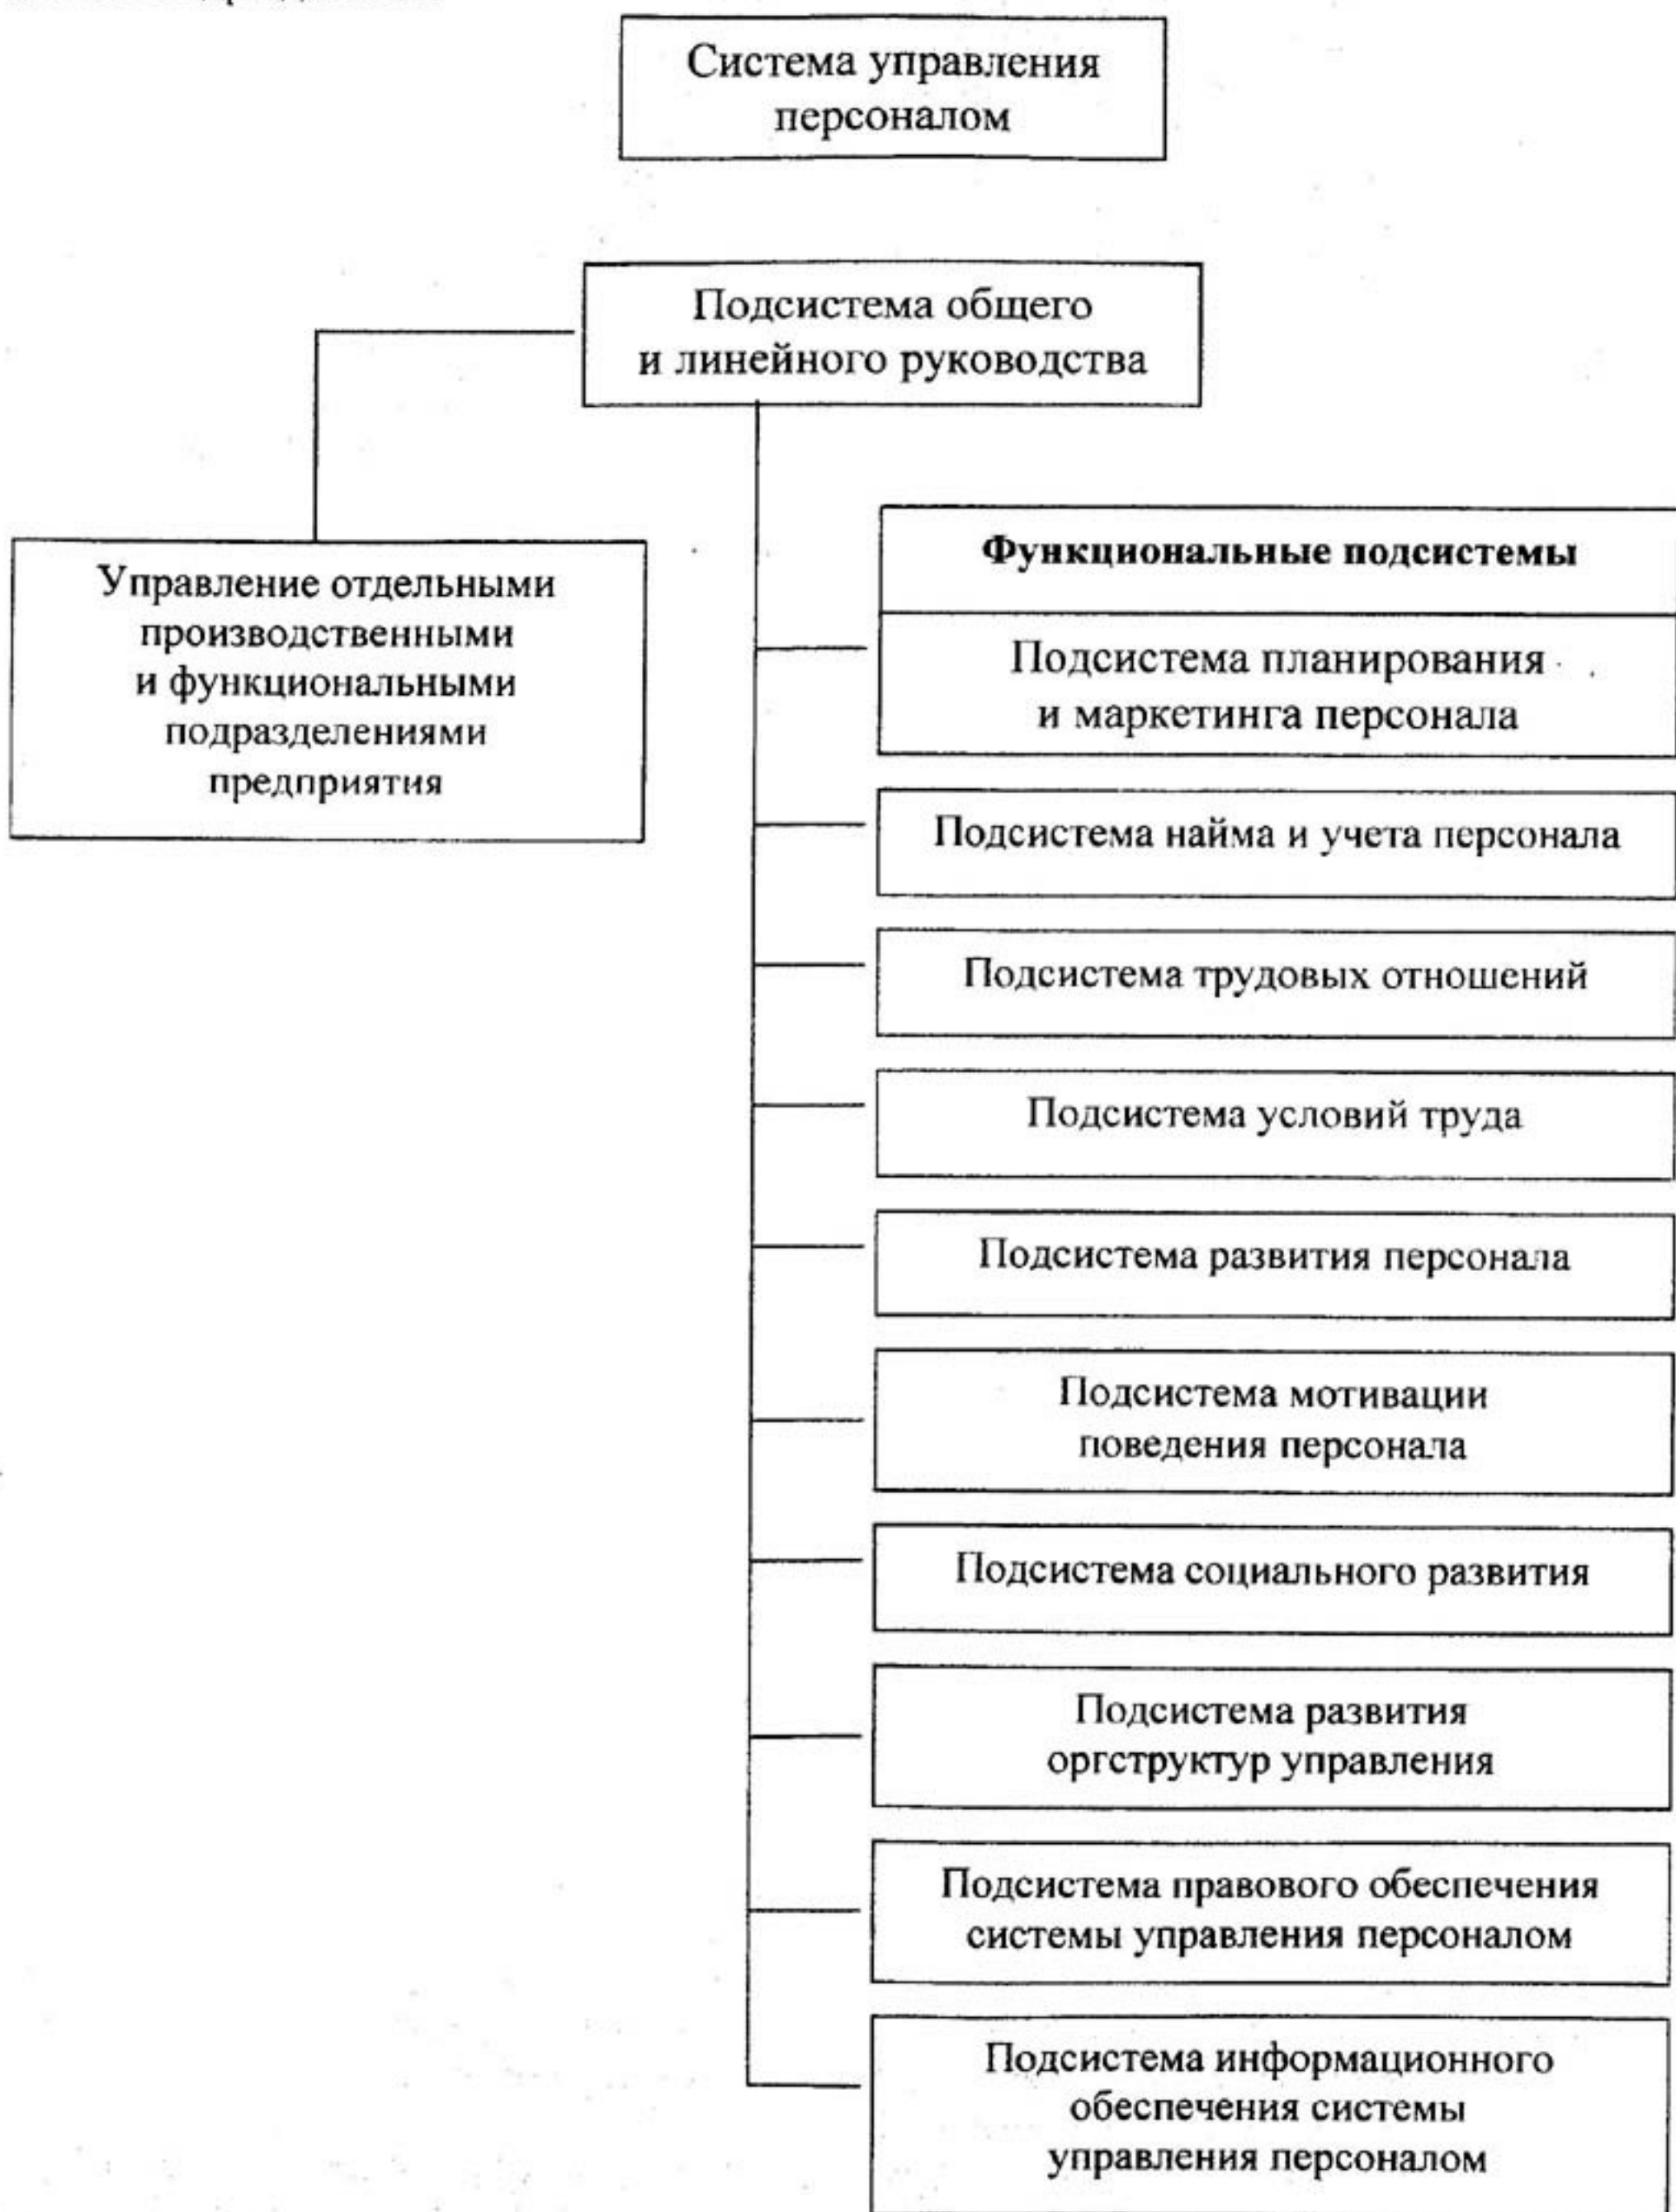 Система управления
персоналом
Подсистема общего
и линейного руководства
Управление отдельными
производственными
и функциональными
подразделениями
предприятия
Функциональные подсистемы
Подсистема планирования
и маркетинга персонала
Подсистема найма и учета персонала
Подсистема трудовых отношений
Подсистема условий труда
Подсистема развития персонала
Подсистема мотивации
поведения персонала
Подсистема социального развития
Подсистема развития
оргструктур управления
Подсистема правового обеспечения
системы управления персоналом
Подсистема информационного
обеспечения системы
управления персоналом